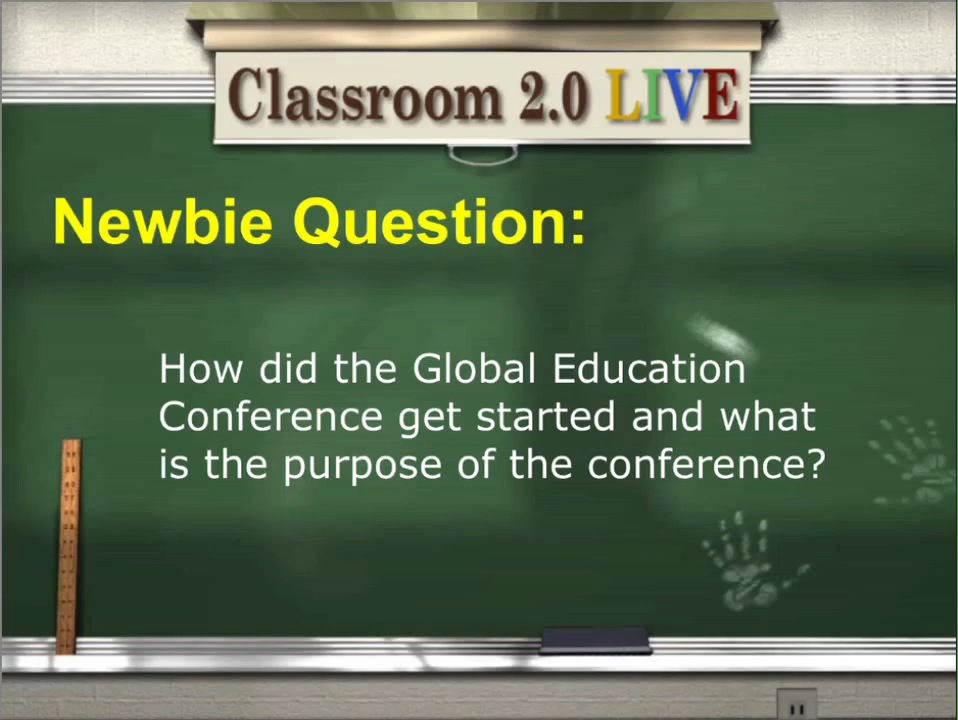 Classroom 2.0 LIVE
Newbie Question:
How did the Global Education
Conference get started and what
is the purpose of the conference?